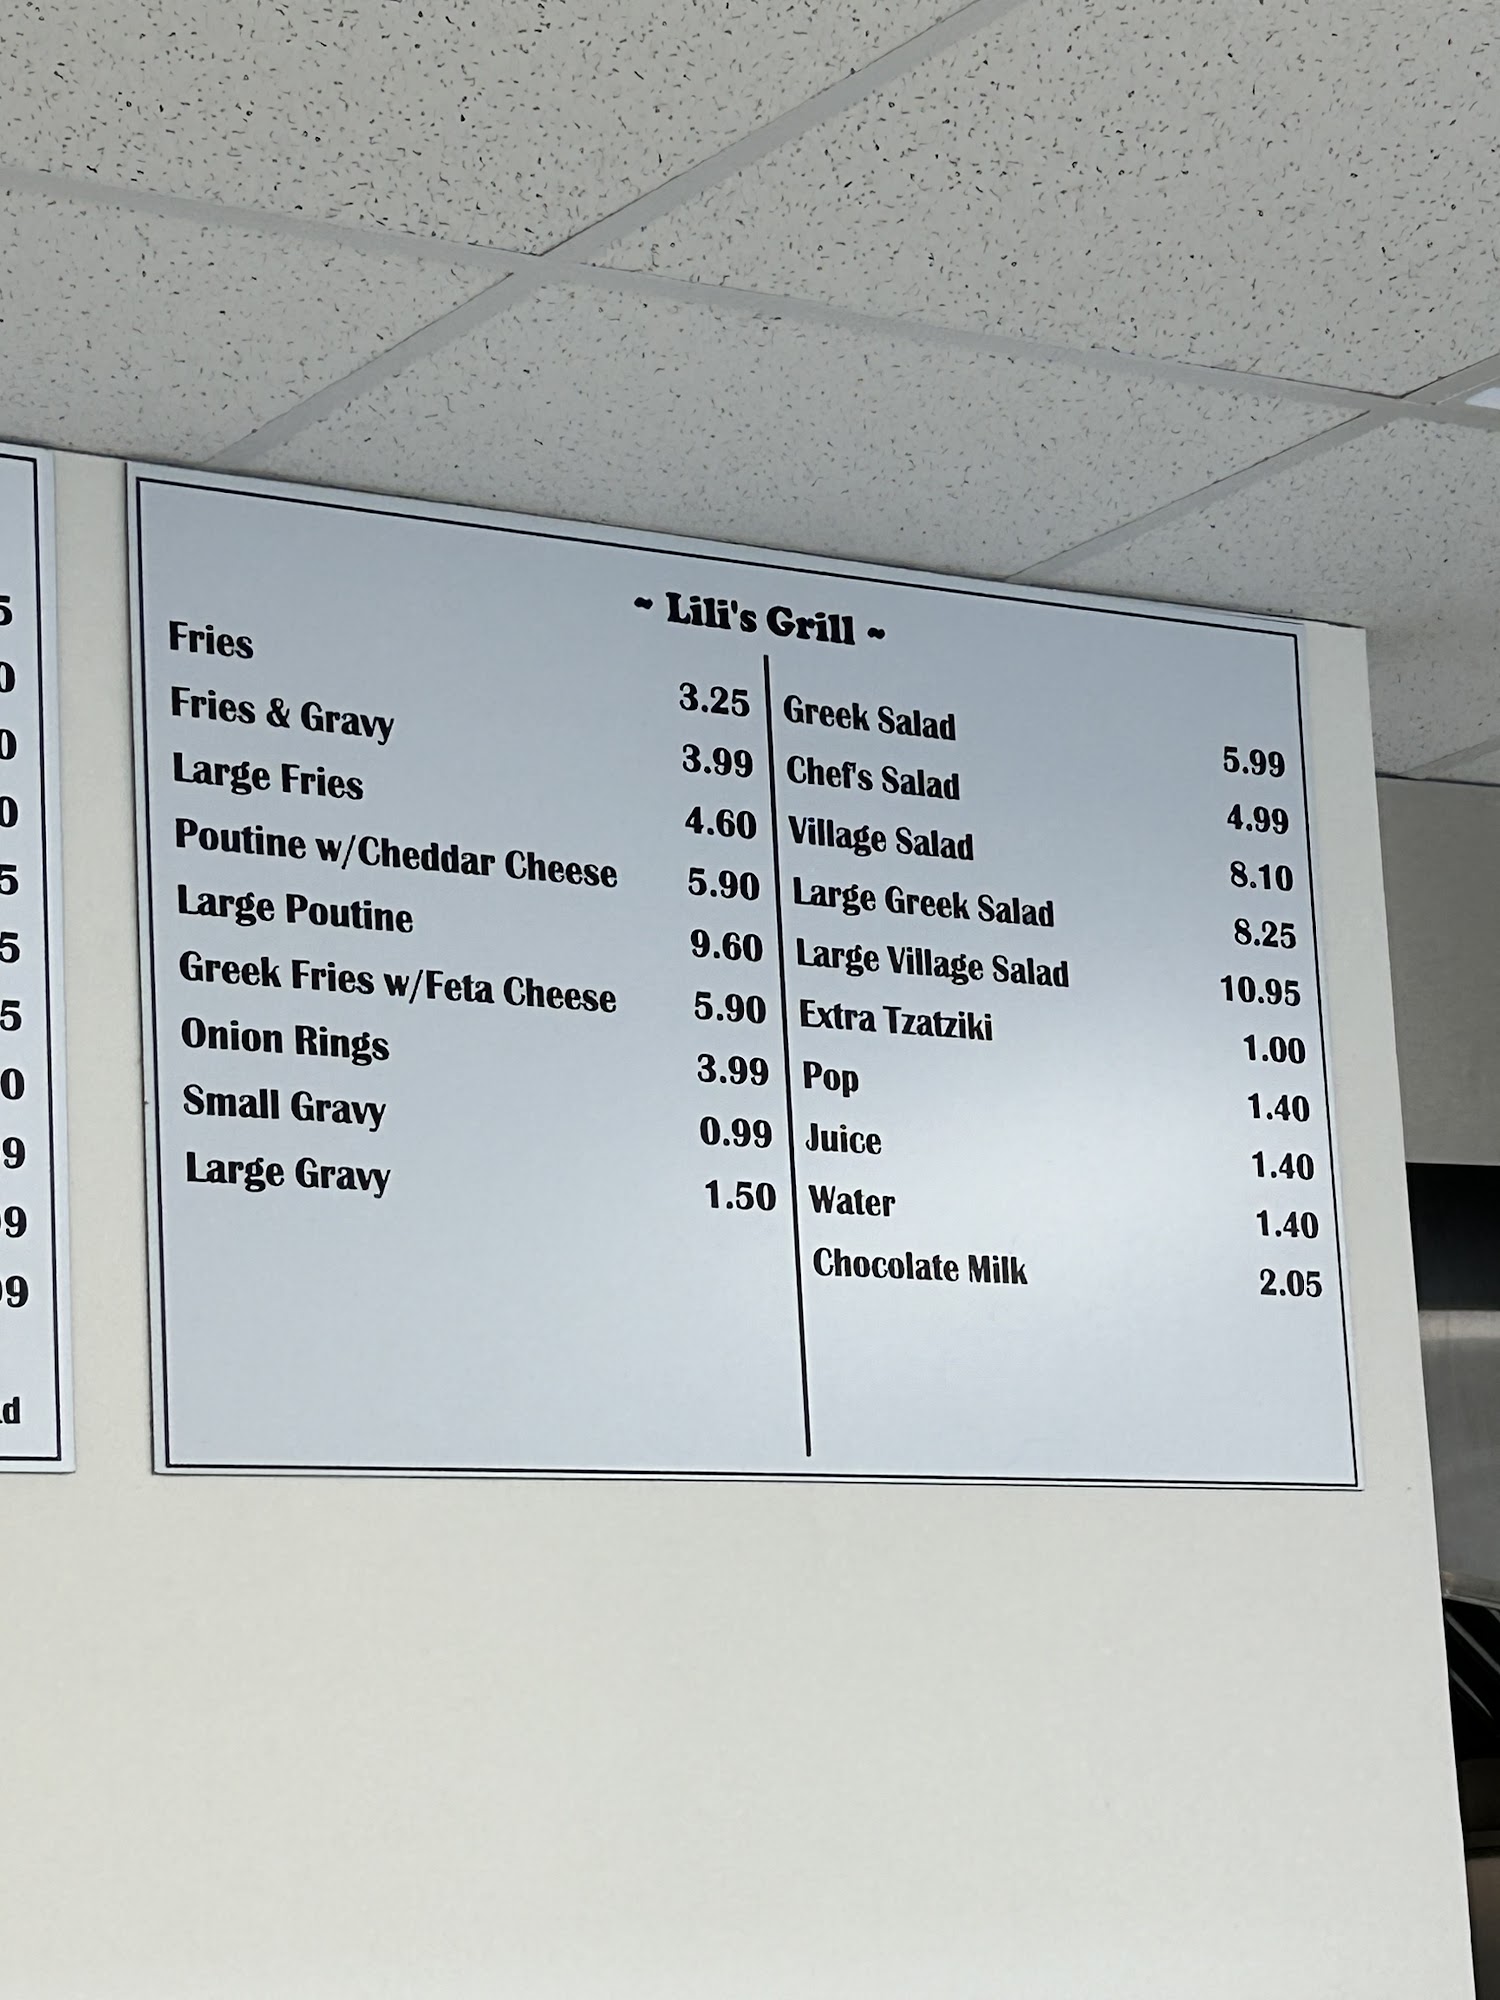 ~ Lili's Grill ~
Fries 3.25
Fries & Gravy 3.99
Large Fries 4.60
Poutine w/Cheddar Cheese 5.90
Large Poutine 9.60
Greek Fries w/Feta Cheese 5.90
Onion Rings 3.99
Small Gravy 0.99
Large Gravy 1.50
Greek Salad 5.99
Chef's Salad 4.99
Village Salad 8.10
Large Greek Salad 8.25
Large Village Salad 10.95
Extra Tzatziki 1.00
Pop 1.40
Juice 1.40
Water 1.40
Chocolate Milk 2.05